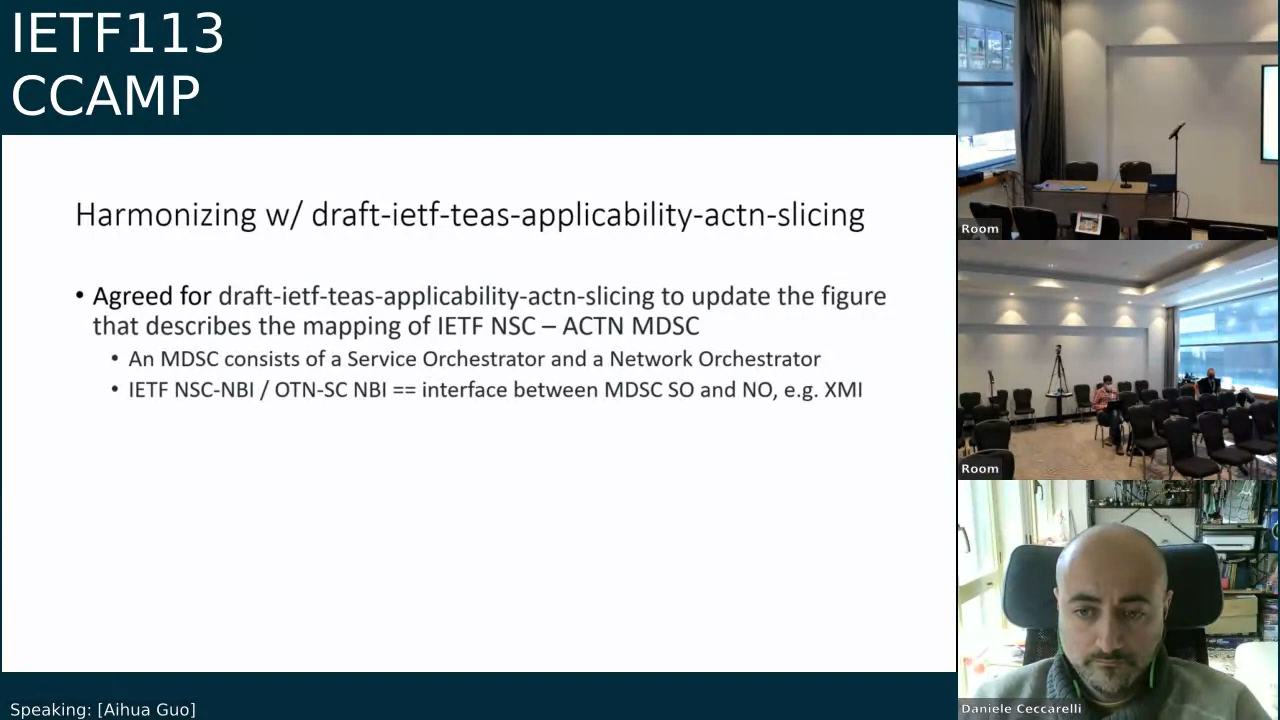 IETF113
CCAMP
Harmonizing w/ draft-ietf-teas-applicability-actn-slicing
• Agreed for draft-ietf-teas-applicability-actn-slicing to update the figure
that describes the mapping of IETF NSC – ACTN MDSC
• An MDSC consists of a Service Orchestrator and a Network Orchestrator
• IETF NSC-NBI / OTN-SC NBI == interface between MDSC SO and NO, e.g. XMI
Speaking: [Aihua Guo]
Room
Room
Daniele Ceccarelli